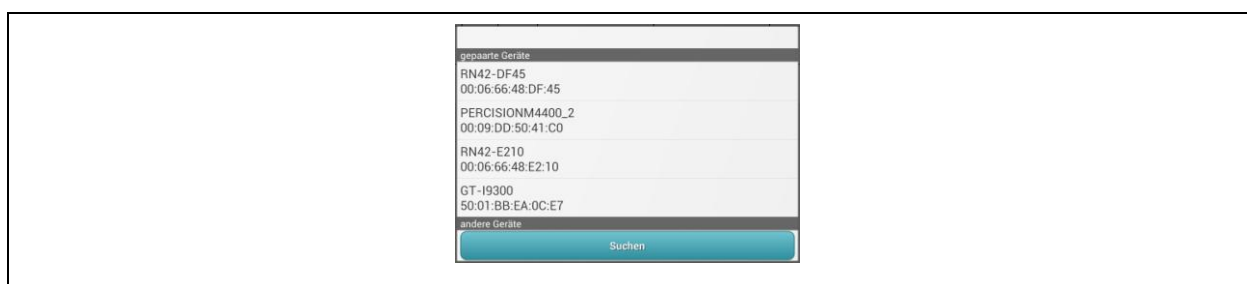 gepaarte Geräte
RN42-DF45
00:06:66:48:DF:45
PERCISIONM4400_2
00:09:DD:50:41:C0
RN42-E210
00:06:66:48:E2:10
GT-I9300
50:01:BB:EA:0C:E7
andere Geräte
Suchen